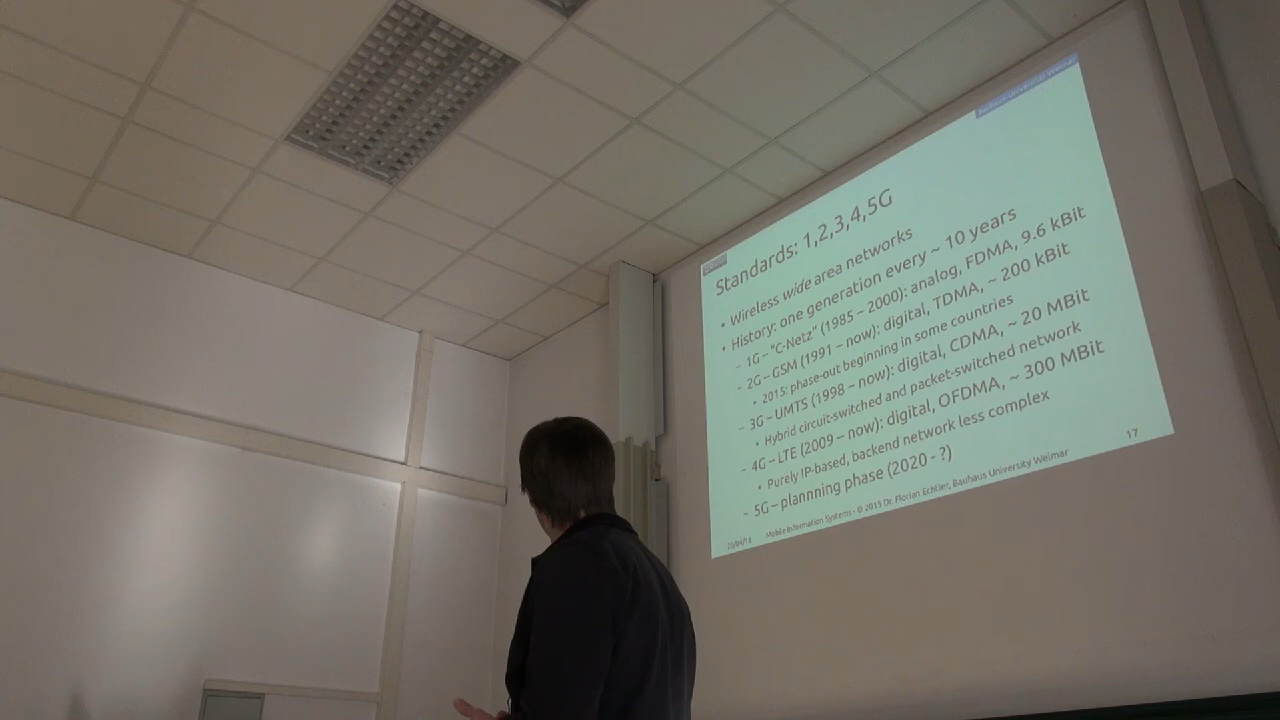 Bauhaus-Universität Weimar
Standards: 1,2,3,4,5G
• Wireless wide area networks
• History: one generation every ~ 10 years
– 1G – "C-Netz" (1985 – 2000): analog, FDMA, 9.6 kBit
– 2G – GSM (1991 – now): digital, TDMA, ~ 200 kBit
• 2015: phase-out beginning in some countries
– 3G – UMTS (1998 – now): digital, CDMA, ~ 20 MBit
• Hybrid circuit-switched and packet-switched network
– 4G – LTE (2009 – now): digital, OFDMA, ~ 300 MBit
• Purely IP-based, backend network less complex
– 5G – plannning phase (2020 - ?)
17
Mobile Information Systems - © 2015 Dr. Florian Echtler, Bauhaus University Weimar